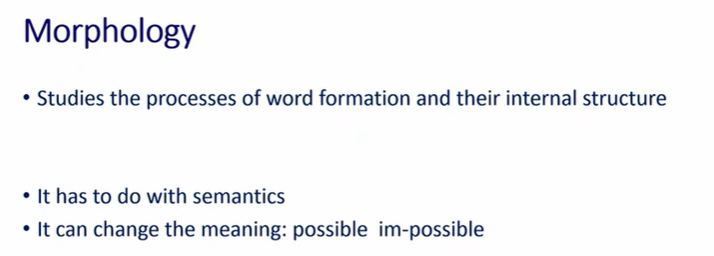 Morphology
• Studies the processes of word formation and their internal structure
• It has to do with semantics
• It can change the meaning: possible  im-possible